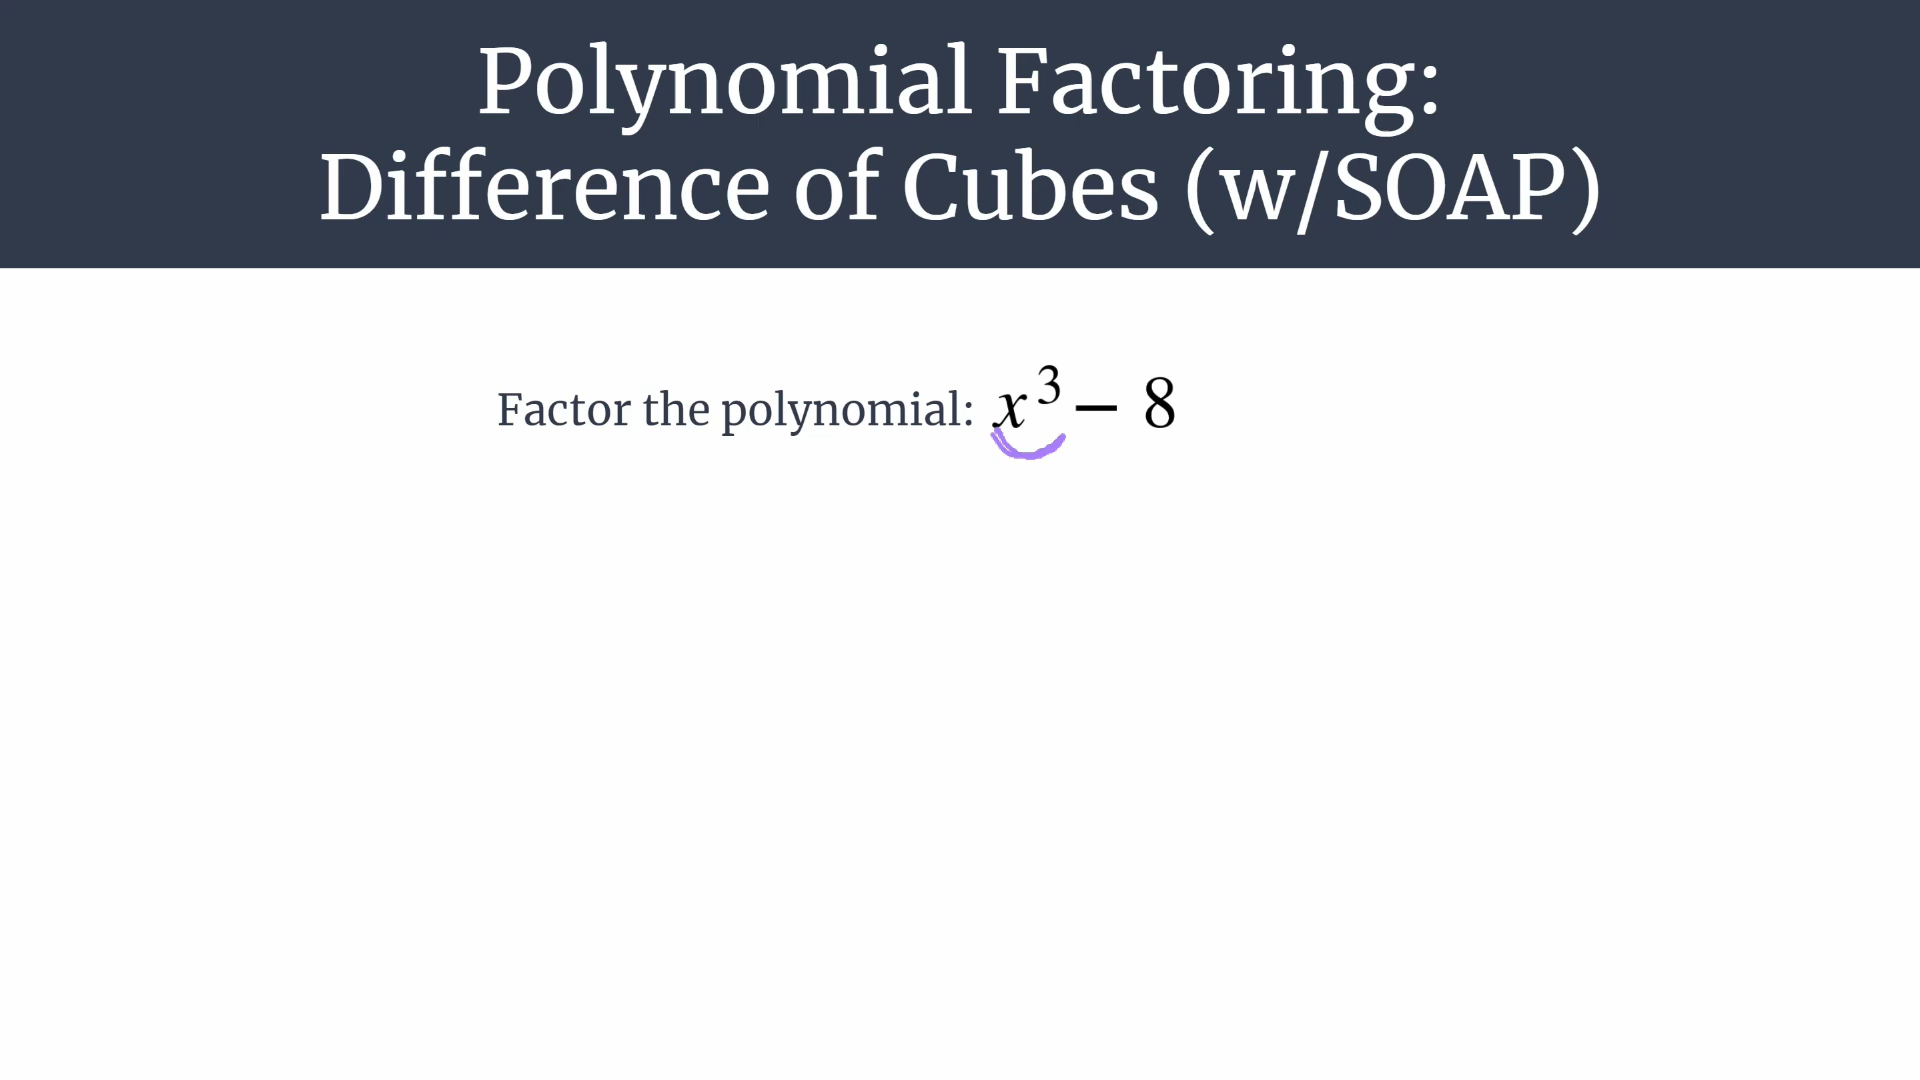 Polynomial Factoring:
Difference of Cubes (w/SOAP)
Factor the polynomial: x³ − 8